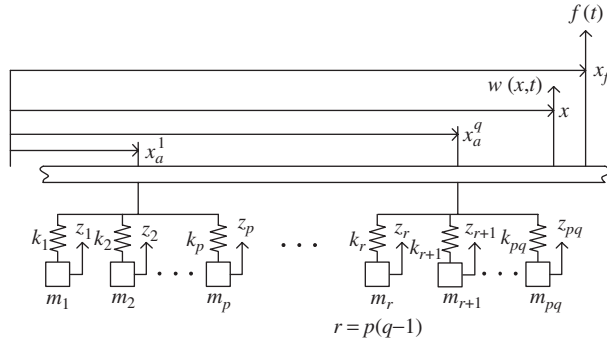 f(t)
x_f
w (x,t)
x
x_a^q
x_a^1
k_1 z_1 k_2 z_2 k_p z_p k_r z_r k_{r+1} z_{r+1} k_{pq} z_{pq}
m_1 m_2 m_p m_r m_{r+1} m_{pq}
r = p(q–1)